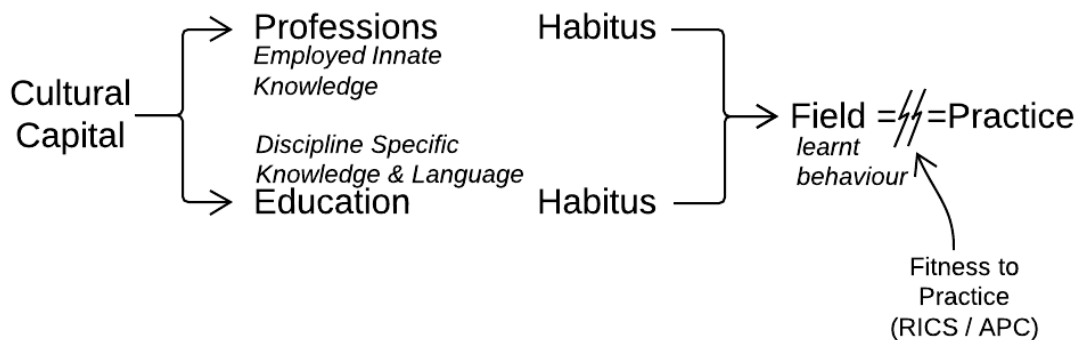 Cultural
Capital
Professions
Employed Innate
Knowledge
Discipline Specific
Knowledge & Language
Education
Habitus
Habitus
Field = = Practice
learnt
behaviour
Fitness to
Practice
(RICS / APC)